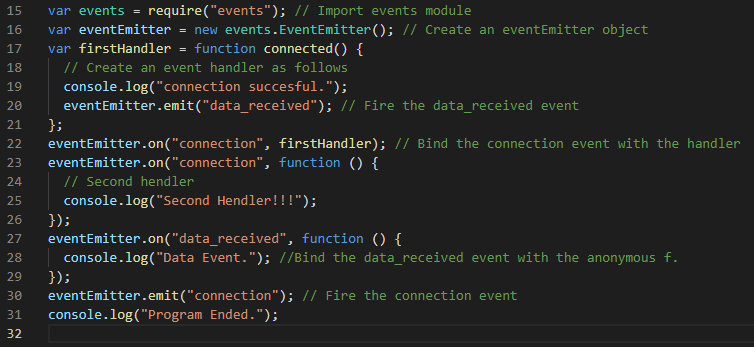 15 var events = require("events"); // Import events module
16 var eventEmitter = new events.EventEmitter(); // Create an eventEmitter object
17 var firstHandler = function connected() {
18   // Create an event handler as follows
19   console.log("connection succesful.");
20   eventEmitter.emit("data_received"); // Fire the data_received event
21 };
22 eventEmitter.on("connection", firstHandler); // Bind the connection event with the handler
23 eventEmitter.on("connection", function () {
24   // Second hendler
25   console.log("Second Hendler!!!");
26 });
27 eventEmitter.on("data_received", function () {
28   console.log("Data Event."); //Bind the data_received event with the anonymous f.
29 });
30 eventEmitter.emit("connection"); // Fire the connection event
31 console.log("Program Ended.");
32